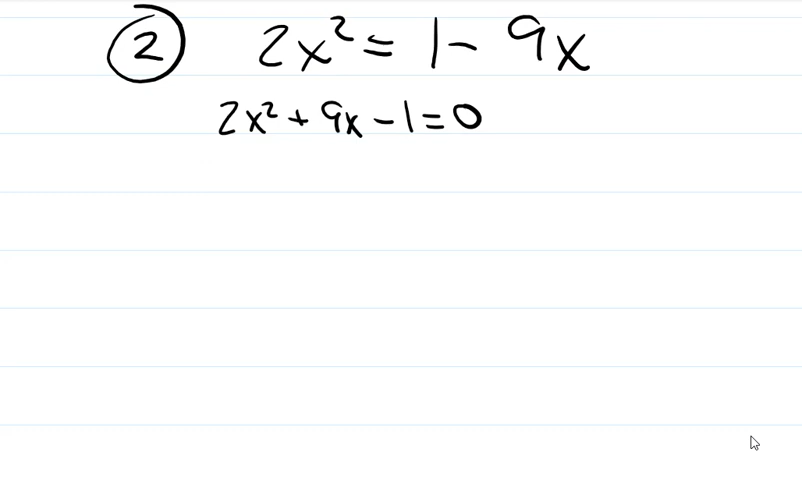 ② 2x² = 1 - 9x
2x² + 9x - 1 = 0